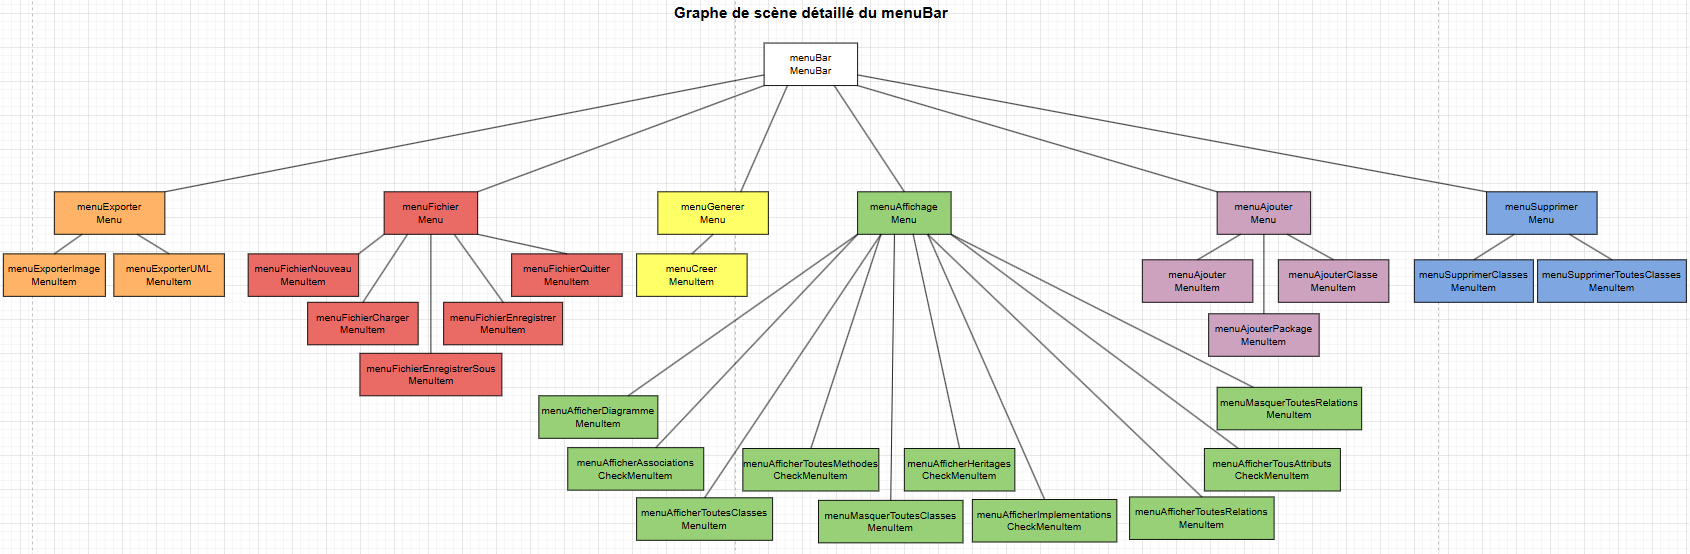 Graphe de scène détaillé du menuBar
menuBar
MenuBar
menuExporter
Menu
menuFichier
Menu
menuGenerer
Menu
menuAffichage
Menu
menuAjouter
Menu
menuSupprimer
Menu
menuExporterImage
MenuItem
menuExporterUML
MenuItem
menuFichierNouveau
MenuItem
menuFichierCharger
MenuItem
menuFichierEnregistrerSous
MenuItem
menuFichierEnregistrer
MenuItem
menuFichierQuitter
MenuItem
menuCreer
MenuItem
menuAfficherDiagramme
MenuItem
menuAfficherAssociations
CheckMenuItem
menuAfficherToutesClasses
MenuItem
menuAfficherToutesMethodes
CheckMenuItem
menuMasquerToutesClasses
MenuItem
menuAfficherHeritages
CheckMenuItem
menuAfficherImplementations
CheckMenuItem
menuAfficherToutesRelations
MenuItem
menuAfficherTousAttributs
CheckMenuItem
menuMasquerToutesRelations
MenuItem
menuAjouter
MenuItem
menuAjouterPackage
MenuItem
menuAjouterClasse
MenuItem
menuSupprimerClasses
MenuItem
menuSupprimerToutesClasses
MenuItem